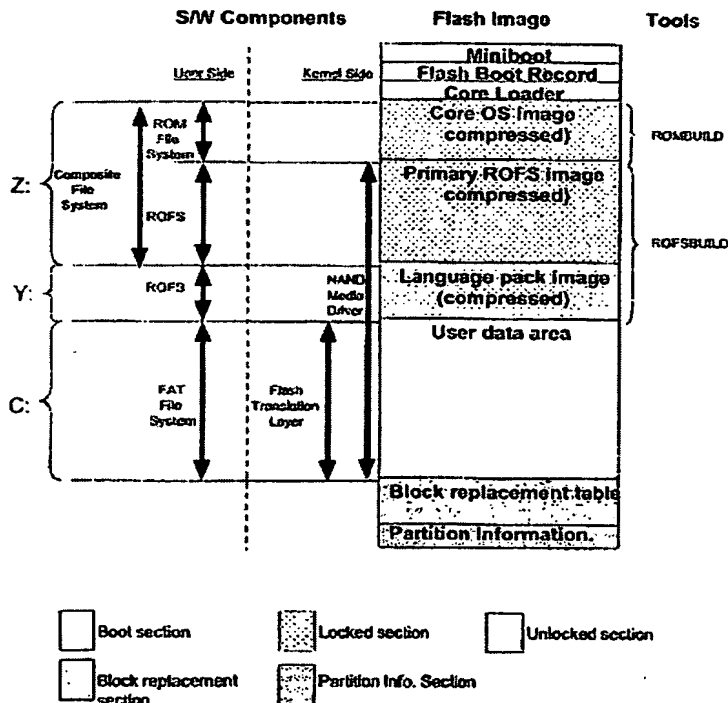 S/W Components
Flash Image
Tools
User Side
Kernel Side
Miniboot
Flash Boot Record
Core Loader
Core OS Image
compressed)
Primary ROFS Image
compressed)
Language pack Image
(compressed)
User data area
Block replacement table
Partition Information.
ROMBUILD
ROFSBUILD
Z:
Composite
File
System
ROM
File
System
ROFS
Y:
ROFS
NAND
Media
Driver
C:
FAT
File
System
Flash
Translation
Layer
Boot section
Locked section
Unlocked section
Block replacement
section
Partition Info. Section